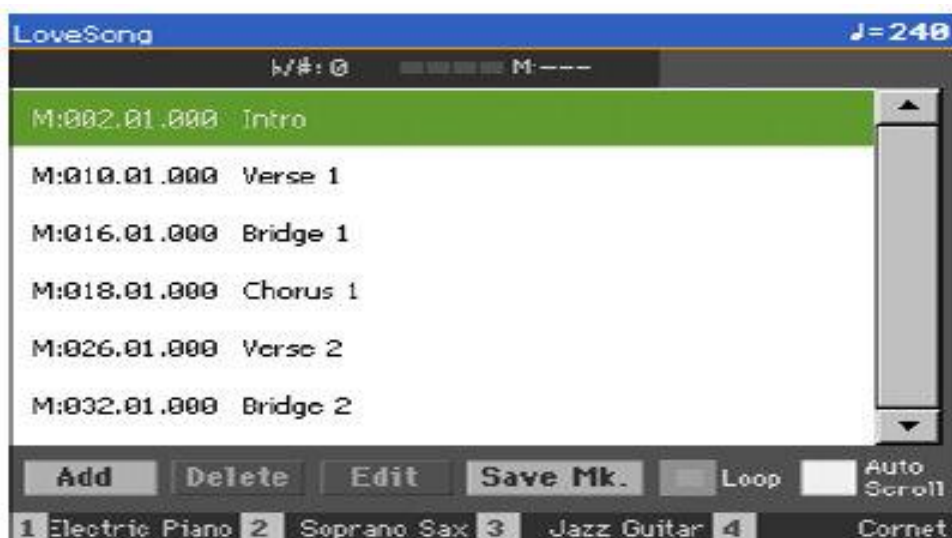 LoveSong ♩=240
♭/#: 0 M:---
M:002.01.000 Intro
M:010.01.000 Verse 1
M:016.01.000 Bridge 1
M:018.01.000 Chorus 1
M:026.01.000 Verse 2
M:032.01.000 Bridge 2
Add Delete Edit Save Mk. Loop Auto Scroll
1 Electric Piano 2 Soprano Sax 3 Jazz Guitar 4 Cornet